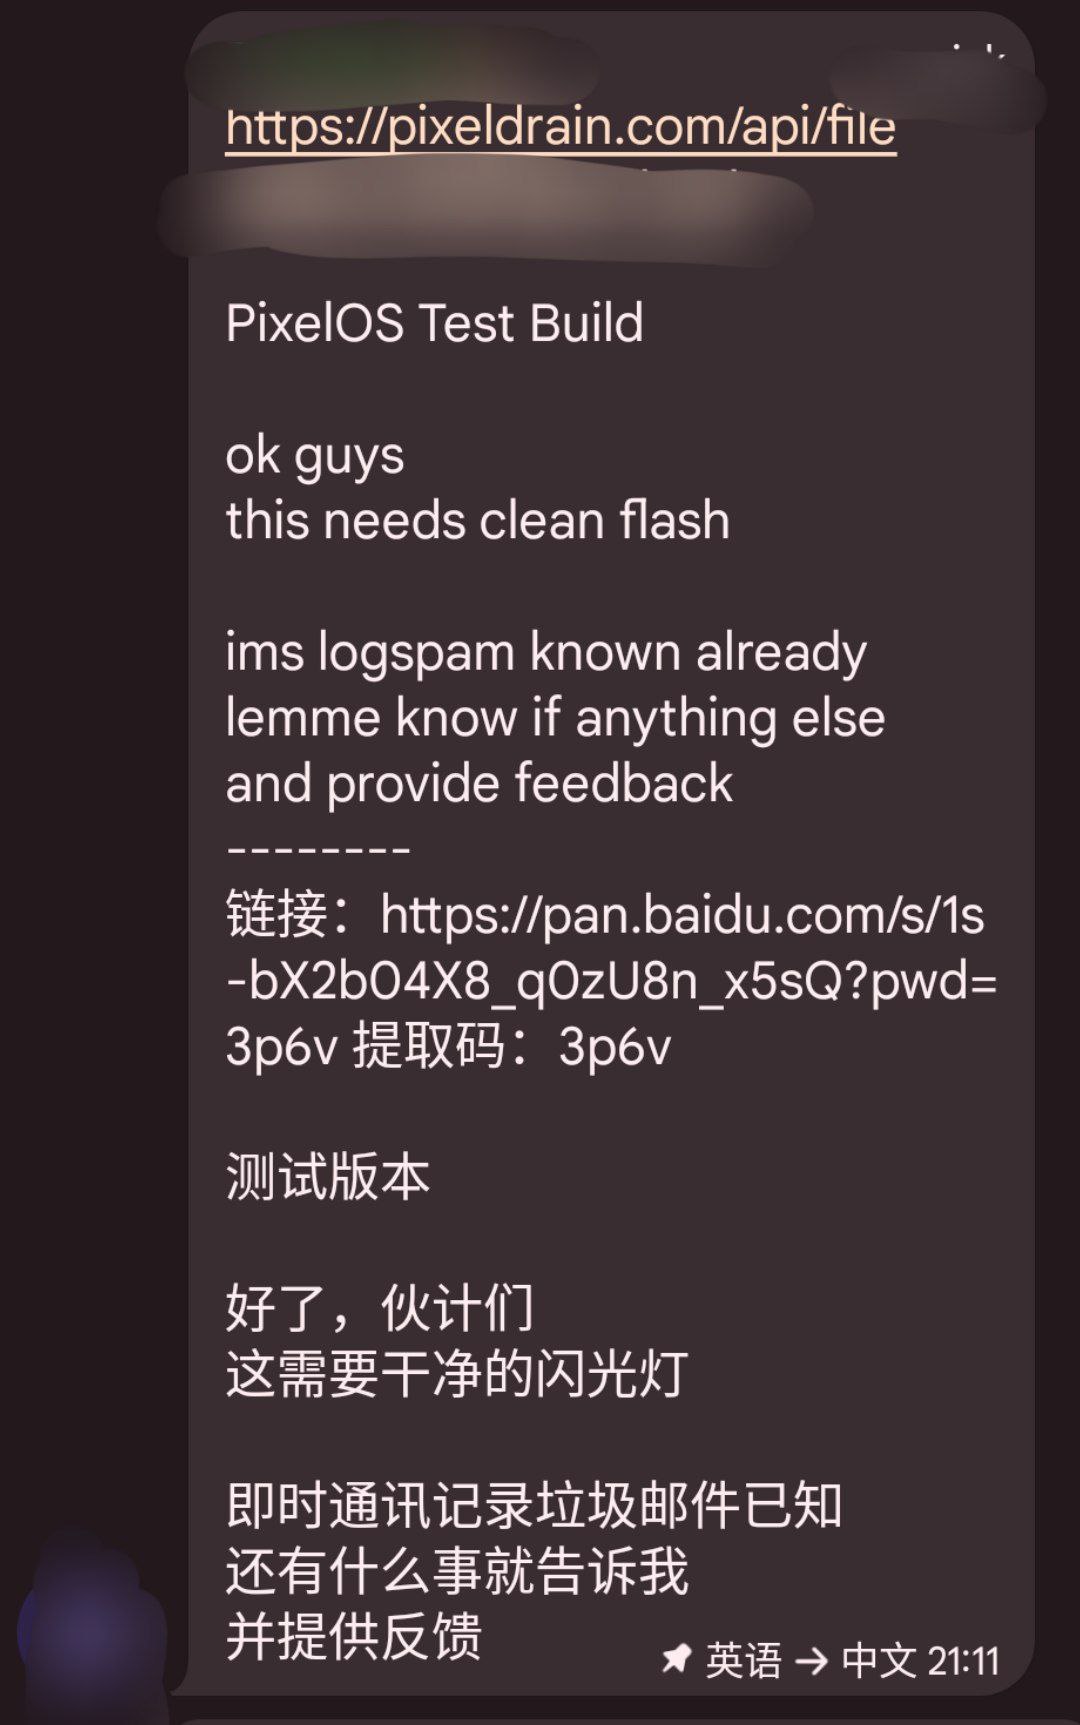 https://pixeldrain.com/api/file
PixelOS Test Build
ok guys
this needs clean flash
ims logspam known already
lemme know if anything else
and provide feedback
--------
链接：https://pan.baidu.com/s/1s
-bX2b04X8_q0zU8n_x5sQ?pwd=
3p6v 提取码：3p6v
测试版本
好了，伙计们
这需要干净的闪光灯
即时通讯记录垃圾邮件已知
还有什么事就告诉我
并提供反馈
英语 → 中文 21:11